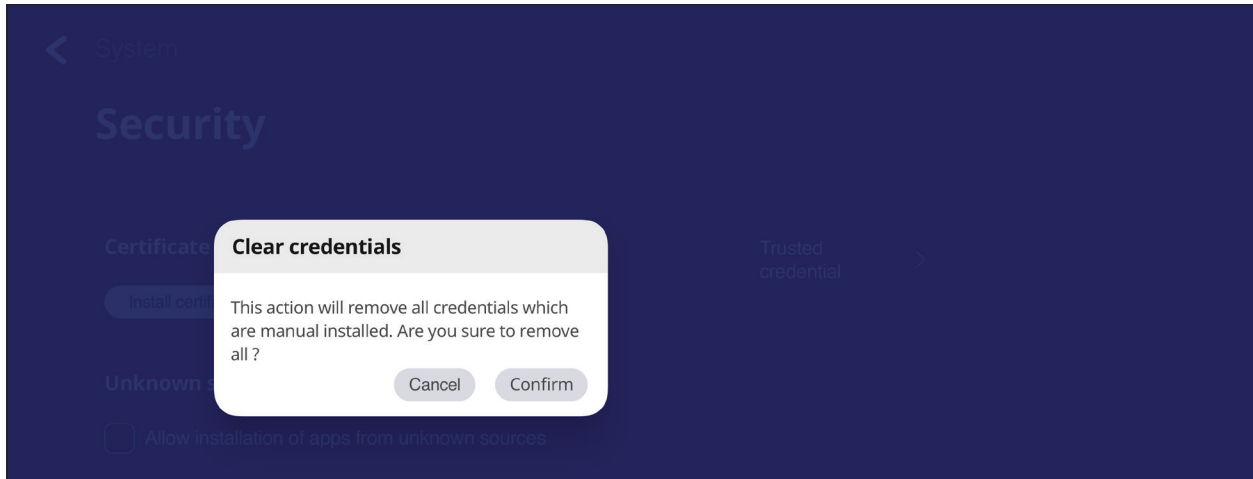 System
Security
Certificate
Trusted
credential
Install certif
Clear credentials
This action will remove all credentials which
are manual installed. Are you sure to remove
all ?
Cancel Confirm
Unknown s
Allow installation of apps from unknown sources